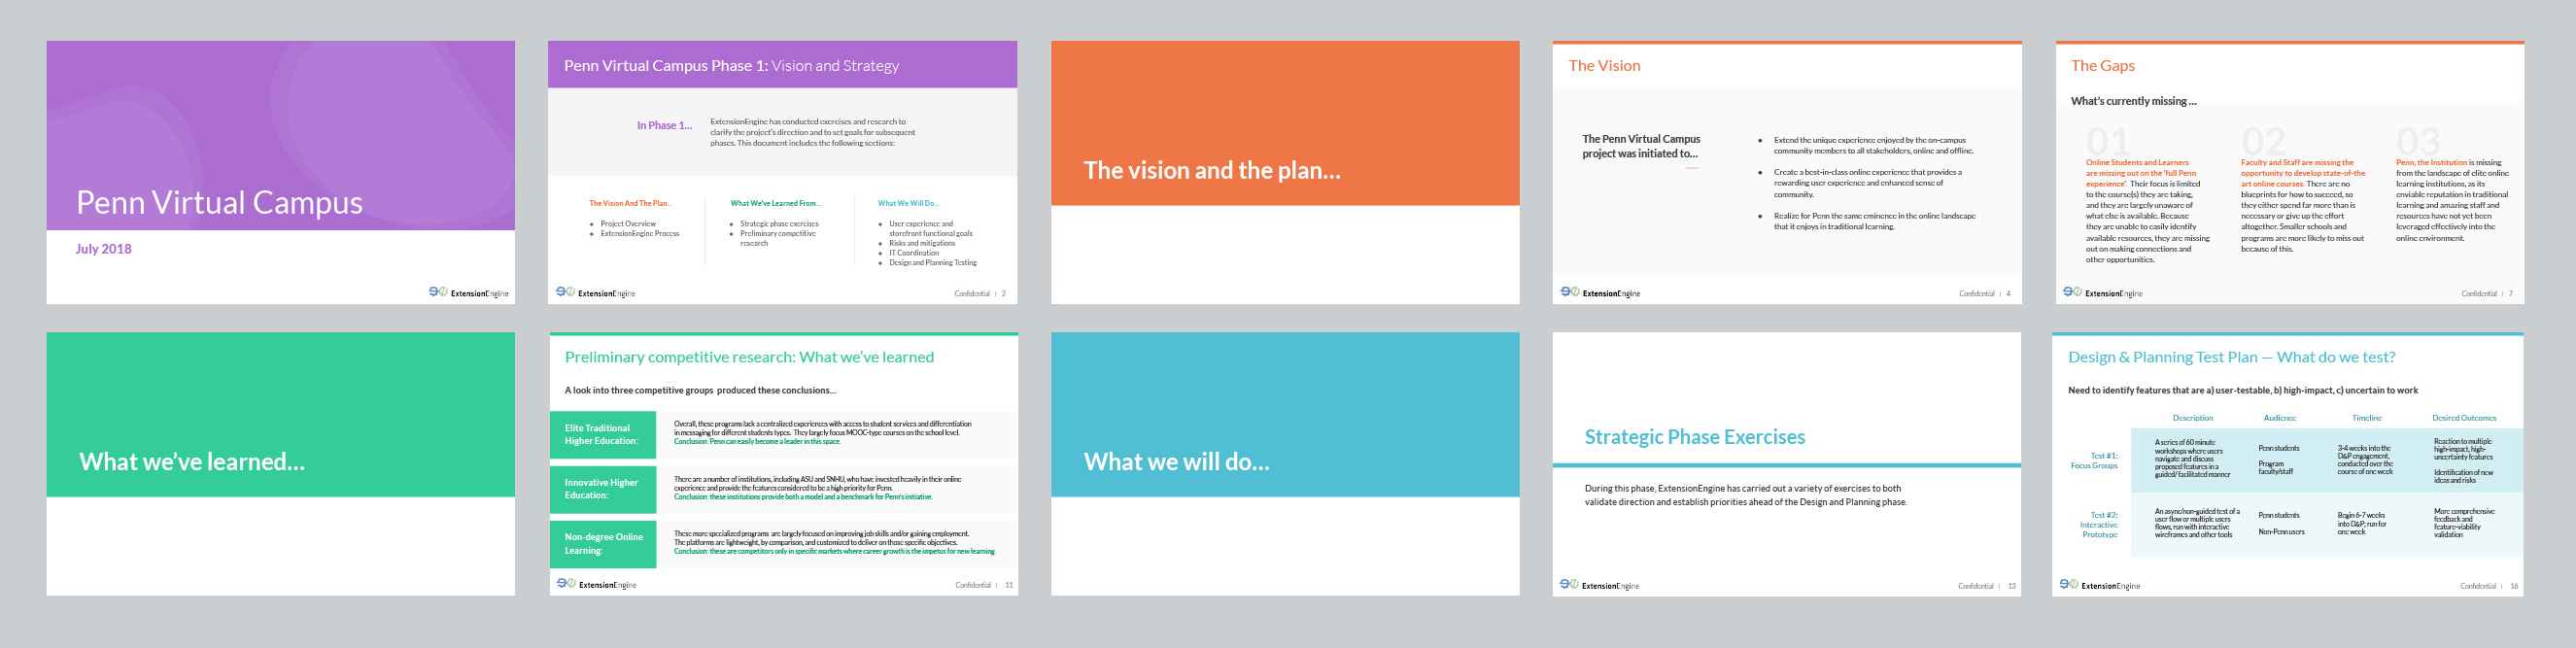 Penn Virtual Campus
July 2018
ExtensionEngine
Penn Virtual Campus Phase 1: Vision and Strategy
In Phase 1...
ExtensionEngine has conducted exercises and research to
clarify the project's direction and to set goals for subsequent
phases. This document includes the following sections:
The Vision And The Plan...
● Project Overview
● ExtensionEngine Process
What We've Learned From...
● Strategic phase exercises
● Preliminary competitive
research
What We Will Do...
● User experience and
storefront functional goals
● Risks and mitigations
● IT Coordination
● Design and Planning Testing
ExtensionEngine
Confidential | 2
The vision and the plan...
The Vision
The Penn Virtual Campus
project was initiated to...
● Extend the unique experience enjoyed by the on-campus
community members to all stakeholders, online and offline.
● Create a best-in-class online experience that provides a
rewarding user experience and enhanced sense of
community.
● Realize for Penn the same eminence in the online landscape
that it enjoys in traditional learning.
ExtensionEngine
Confidential | 4
The Gaps
What's currently missing ...
01
Online Students and Learners
are missing out on the 'full Penn
experience'. Their focus is limited
to the course(s) they are taking,
and they are largely unaware of
what else is available. Because
they are unable to easily identify
available resources, they are missing
out on making connections and
other opportunities.
02
Faculty and Staff are missing the
opportunity to develop state-of-the
art online courses. There are no
blueprints for how to succeed, so
they either spend far more than is
necessary or give up the effort
altogether. Smaller schools and
programs are more likely to miss out
because of this.
03
Penn, the Institution is missing
from the landscape of elite online
learning institutions, as its
enviable reputation in traditional
learning and amazing staff and
resources have not yet been
leveraged effectively into the
online environment.
ExtensionEngine
Confidential | 7
What we've learned...
Preliminary competitive research: What we've learned
A look into three competitive groups produced these conclusions...
Elite Traditional
Higher Education:
Overall, these programs lack a centralized experiences with access to student services and differentiation
in messaging for different students types. They largely focus MOOC-type courses on the school level.
Conclusion: Penn can easily become a leader in this space.
Innovative Higher
Education:
There are a number of institutions, including ASU and SNHU, who have invested heavily in their online
experience and provide the features considered to be a high priority for Penn.
Conclusion: these institutions provide both a model and a benchmark for Penn's initiative.
Non-degree Online
Learning:
These more specialized programs are largely focused on improving job skills and/or gaining employment.
The platforms are lightweight, by comparison, and customized to deliver on those specific objectives.
Conclusion: these are competitors only in specific markets where career growth is the impetus for new learning.
ExtensionEngine
Confidential | 11
What we will do...
Strategic Phase Exercises
During this phase, ExtensionEngine has carried out a variety of exercises to both
validate direction and establish priorities ahead of the Design and Planning phase.
ExtensionEngine
Confidential | 13
Design & Planning Test Plan — What do we test?
Need to identify features that are a) user-testable, b) high-impact, c) uncertain to work
Description
Audience
Timeline
Desired Outcomes
Test #1:
Focus Groups
A series of 60 minute
workshops where users
navigate and discuss
proposed features in a
guided/ facilitated manner
Penn students
Program
faculty/staff
3-4 weeks into the
D&P engagement,
conducted over the
course of one week
Reaction to multiple
high-impact, high-
uncertainty features
Identification of new
ideas and risks
Test #2:
Interactive
Prototype
An async/non-guided test of a
user flow or multiple users
flows, run with interactive
wireframes and other tools
Penn students
Non-Penn users
Begin 6-7 weeks
into D&P; run for
one week
More comprehensive
feedback and
feature-viability
validation
ExtensionEngine
Confidential | 16